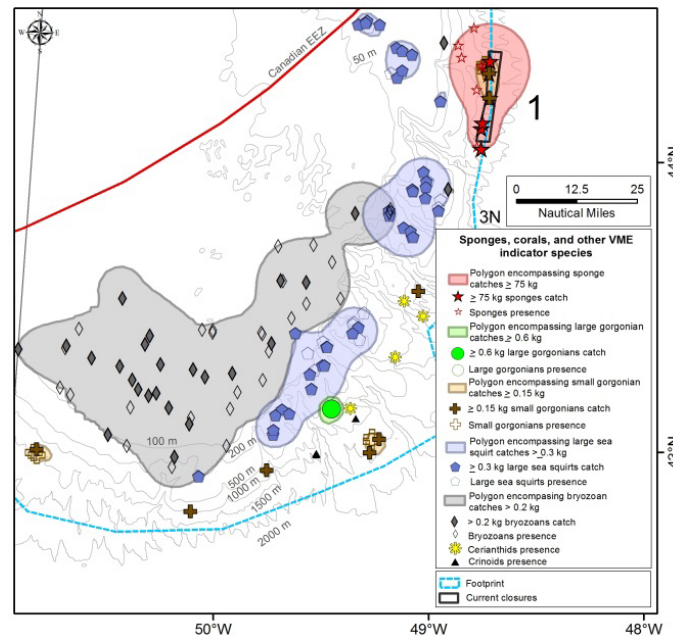 N
W
E
S
Canadian EEZ
50 m
1
44°N
3N
0 12.5 25
Nautical Miles
Sponges, corals, and other VME
indicator species
Polygon encompassing sponge
catches ≥ 75 kg
≥ 75 kg sponges catch
Sponges presence
Polygon encompassing large gorgonian
catches ≥ 0.6 kg
≥ 0.6 kg large gorgonians catch
Large gorgonians presence
Polygon encompassing small gorgonian
catches ≥ 0.15 kg
≥ 0.15 kg small gorgonians catch
Small gorgonians presence
Polygon encompassing large sea
squirt catches ≥0.3 kg
≥ 0.3 kg large sea squirts catch
Large sea squirts presence
Polygon encompasing bryozoan
catches > 0.2 kg
> 0.2 kg bryozoans catch
Bryozoans presence
Cerianthids presence
Crinoids presence
Footprint
Current closures
100 m
200 m
500 m
1000 m
1500 m
2000 m
43°N
50°W
49°W
48°W